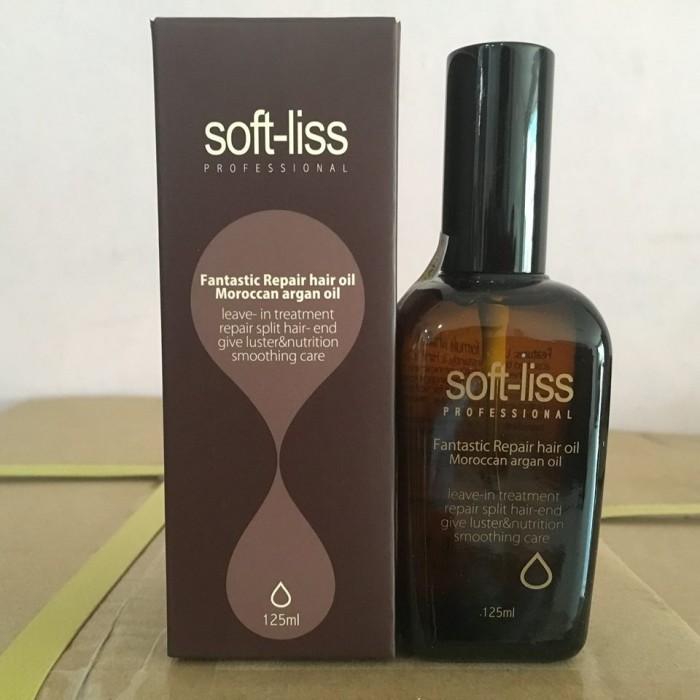 soft-liss
PROFESSIONAL
Fantastic Repair hair oil
Moroccan argan oil
leave- in treatment
repair split hair- end
give luster&nutrition
smoothing care
125ml
soft-liss
PROFESSIONAL
Fantastic Repair hair oil
Moroccan argan oil
leave-in treatment
repair split hair-end
give luster&nutrition
smoothing care
125ml